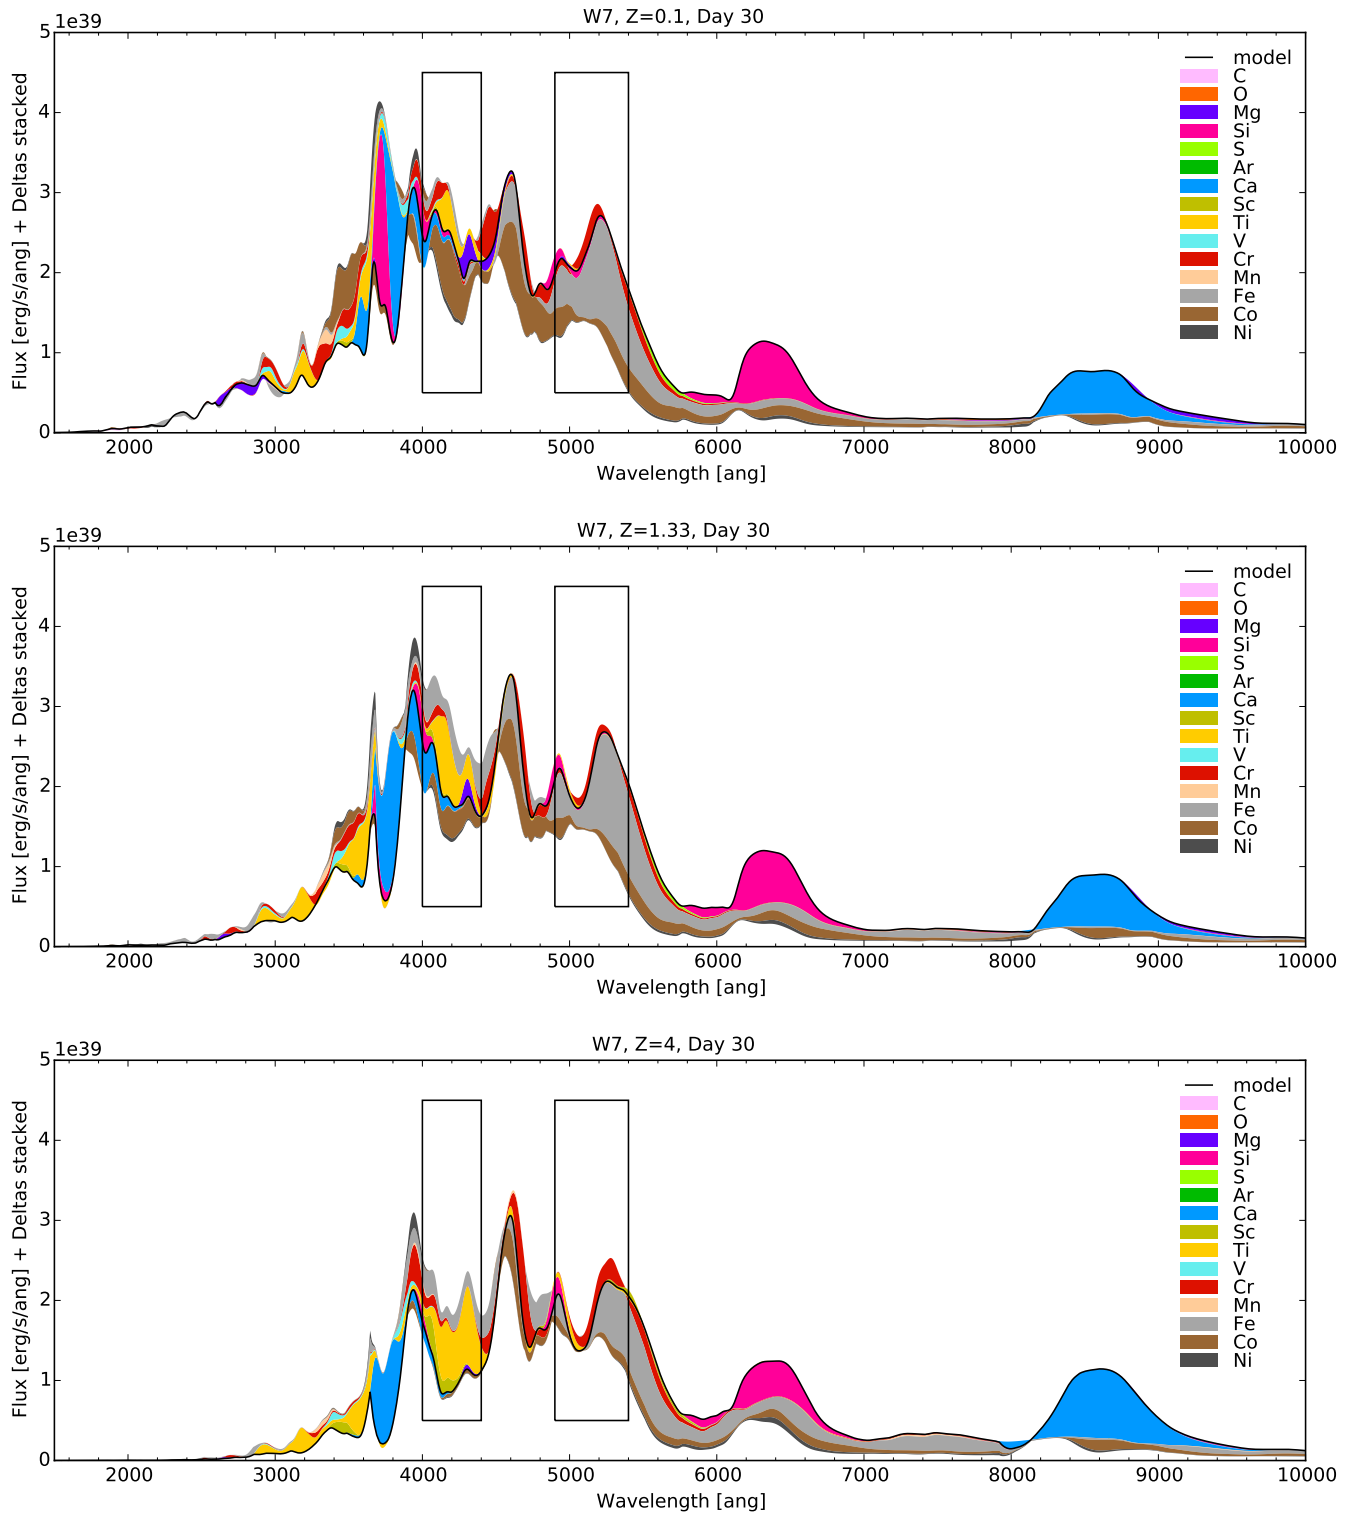 W7, Z=0.1, Day 30
1e39
5
4
3
2
1
0
Flux [erg/s/ang] + Deltas stacked
model
C
O
Mg
Si
S
Ar
Ca
Sc
Ti
V
Cr
Mn
Fe
Co
Ni
2000 3000 4000 5000 6000 7000 8000 9000 10000
Wavelength [ang]
W7, Z=1.33, Day 30
1e39
5
4
3
2
1
0
Flux [erg/s/ang] + Deltas stacked
model
C
O
Mg
Si
S
Ar
Ca
Sc
Ti
V
Cr
Mn
Fe
Co
Ni
2000 3000 4000 5000 6000 7000 8000 9000 10000
Wavelength [ang]
W7, Z=4, Day 30
1e39
5
4
3
2
1
0
Flux [erg/s/ang] + Deltas stacked
model
C
O
Mg
Si
S
Ar
Ca
Sc
Ti
V
Cr
Mn
Fe
Co
Ni
2000 3000 4000 5000 6000 7000 8000 9000 10000
Wavelength [ang]